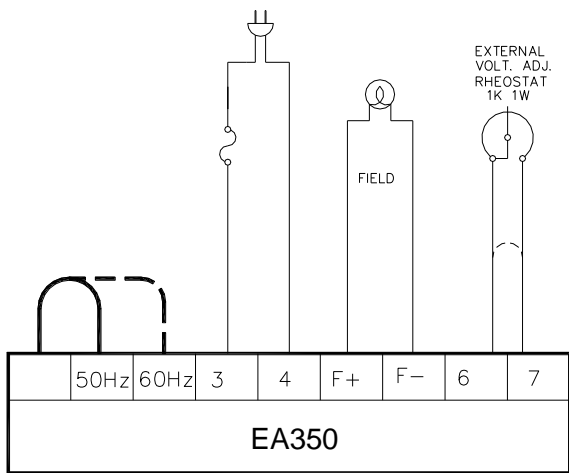 EXTERNAL
VOLT. ADJ.
RHEOSTAT
1K 1W
FIELD
50Hz 60Hz 3 4 F+ F- 6 7
EA350